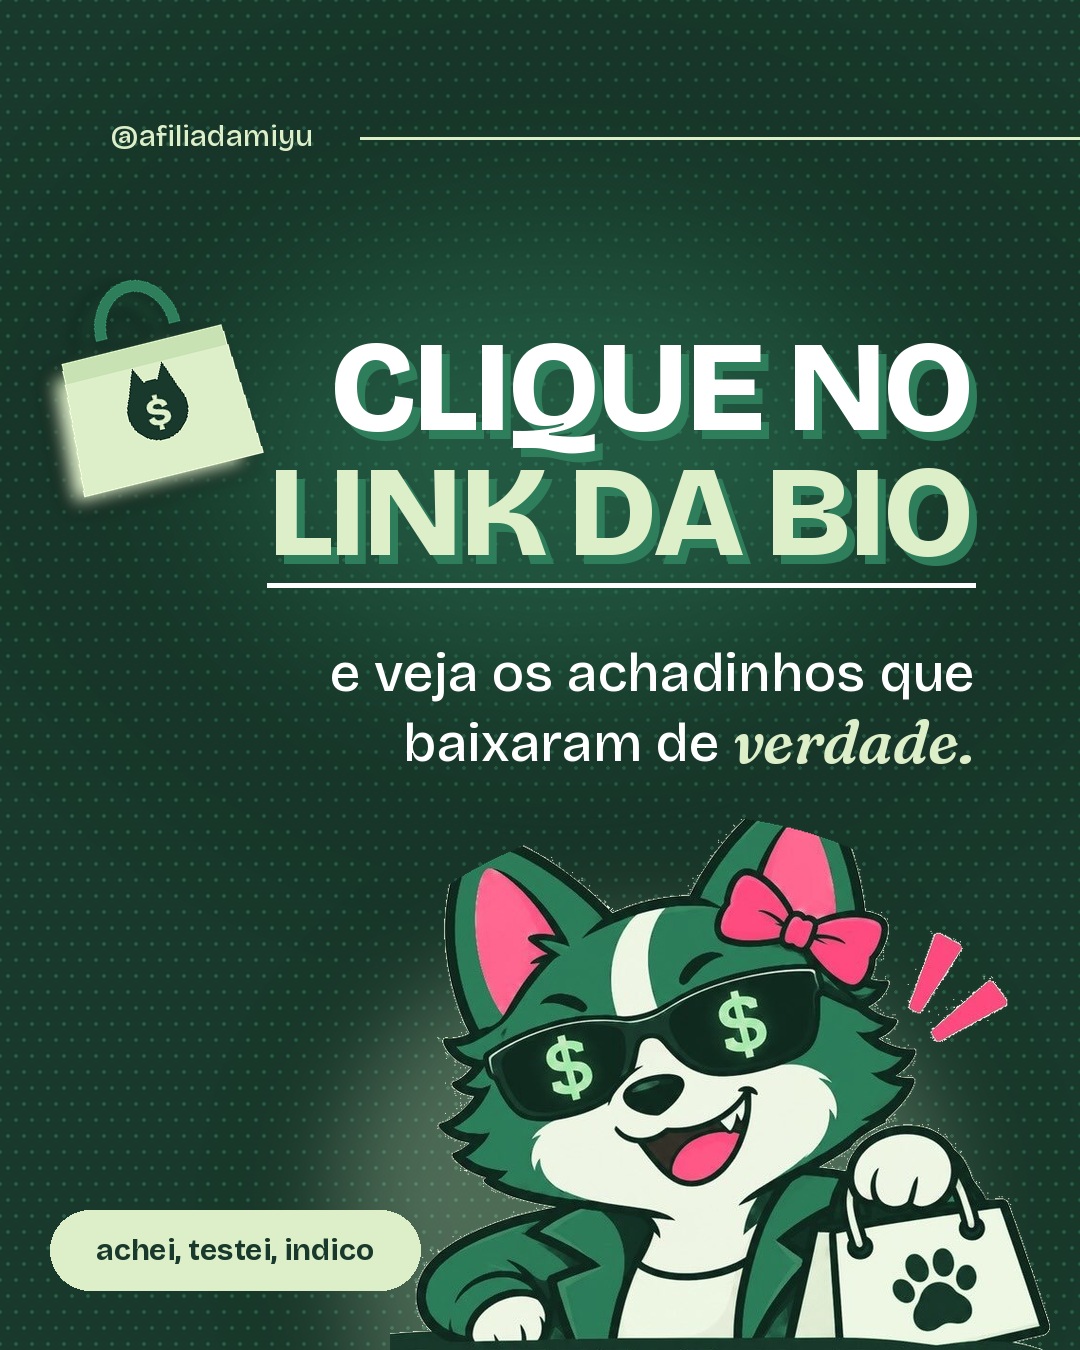 @afiliadamiyu
$
CLIQUE NO
LINK DA BIO
e veja os achadinhos que
baixaram de verdade.
$ $
achei, testei, indico